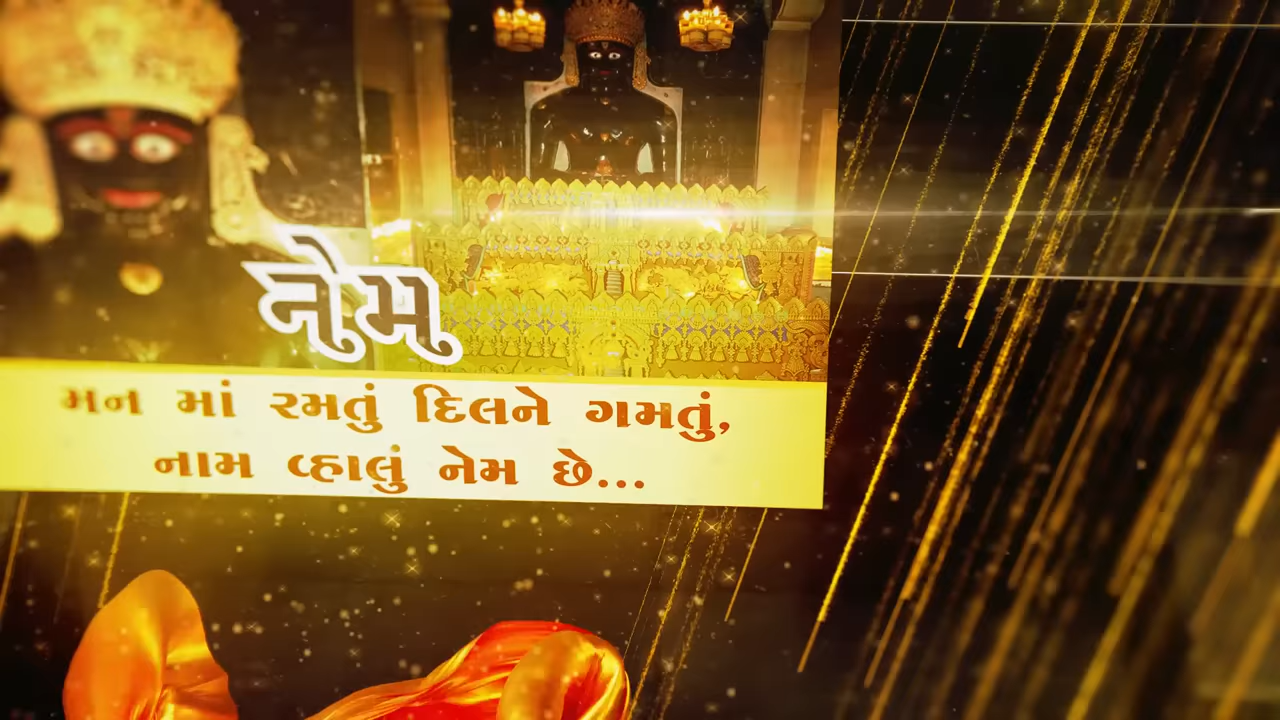 નેમ
મન માં રમતું દિલને ગમતું,
નામ વ્હાલું નેમ છે...